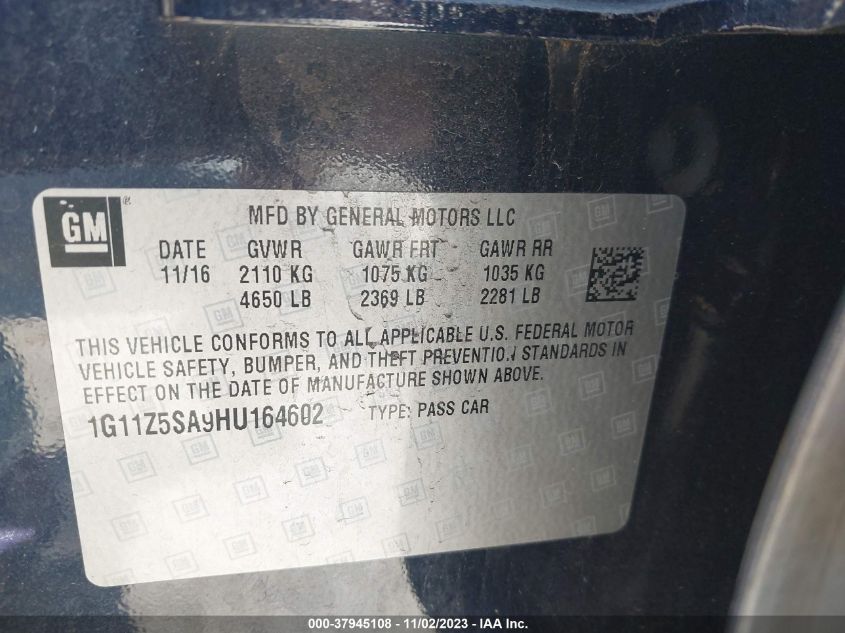 GM
MFD BY GENERAL MOTORS LLC
DATE GVWR GAWR FRT GAWR RR
11/16 2110 KG 1075 KG 1035 KG
4650 LB 2369 LB 2281 LB
THIS VEHICLE CONFORMS TO ALL APPLICABLE U.S. FEDERAL MOTOR
VEHICLE SAFETY, BUMPER, AND THEFT PREVENTION STANDARDS IN
EFFECT ON THE DATE OF MANUFACTURE SHOWN ABOVE.
1G11Z5SA9HU164602 TYPE: PASS CAR
000-37945108 - 11/02/2023 - IAA Inc.